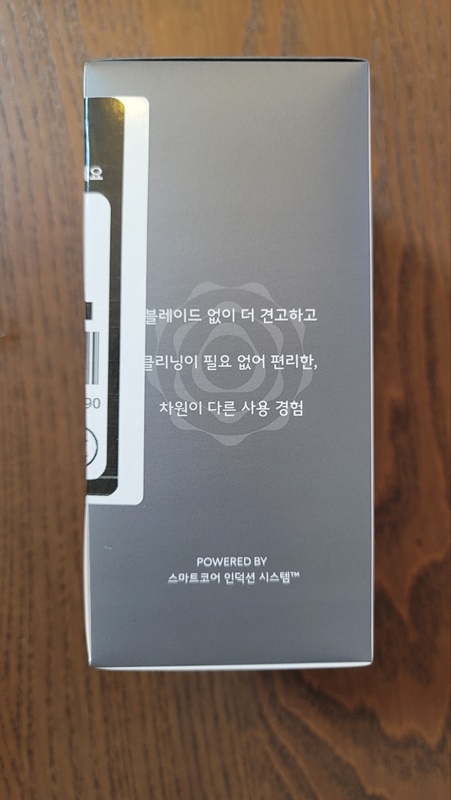 요
90
블레이드 없이 더 견고하고
클리닝이 필요 없어 편리한,
차원이 다른 사용 경험
POWERED BY
스마트코어 인덕션 시스템™